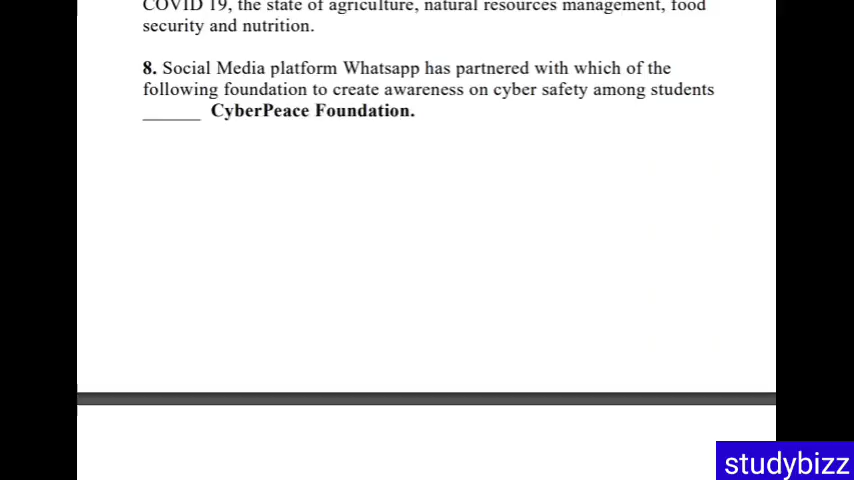 COVID 19, the state of agriculture, natural resources management, food
security and nutrition.
8. Social Media platform Whatsapp has partnered with which of the
following foundation to create awareness on cyber safety among students
______ CyberPeace Foundation.
studybizz